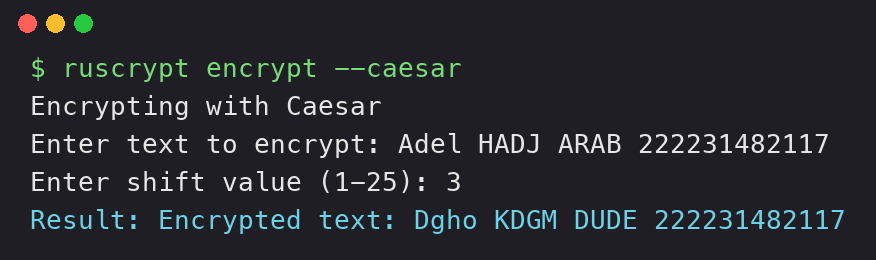 $ ruscrypt encrypt --caesar
Encrypting with Caesar
Enter text to encrypt: Adel HADJ ARAB 222231482117
Enter shift value (1-25): 3
Result: Encrypted text: Dgho KDGM DUDE 222231482117